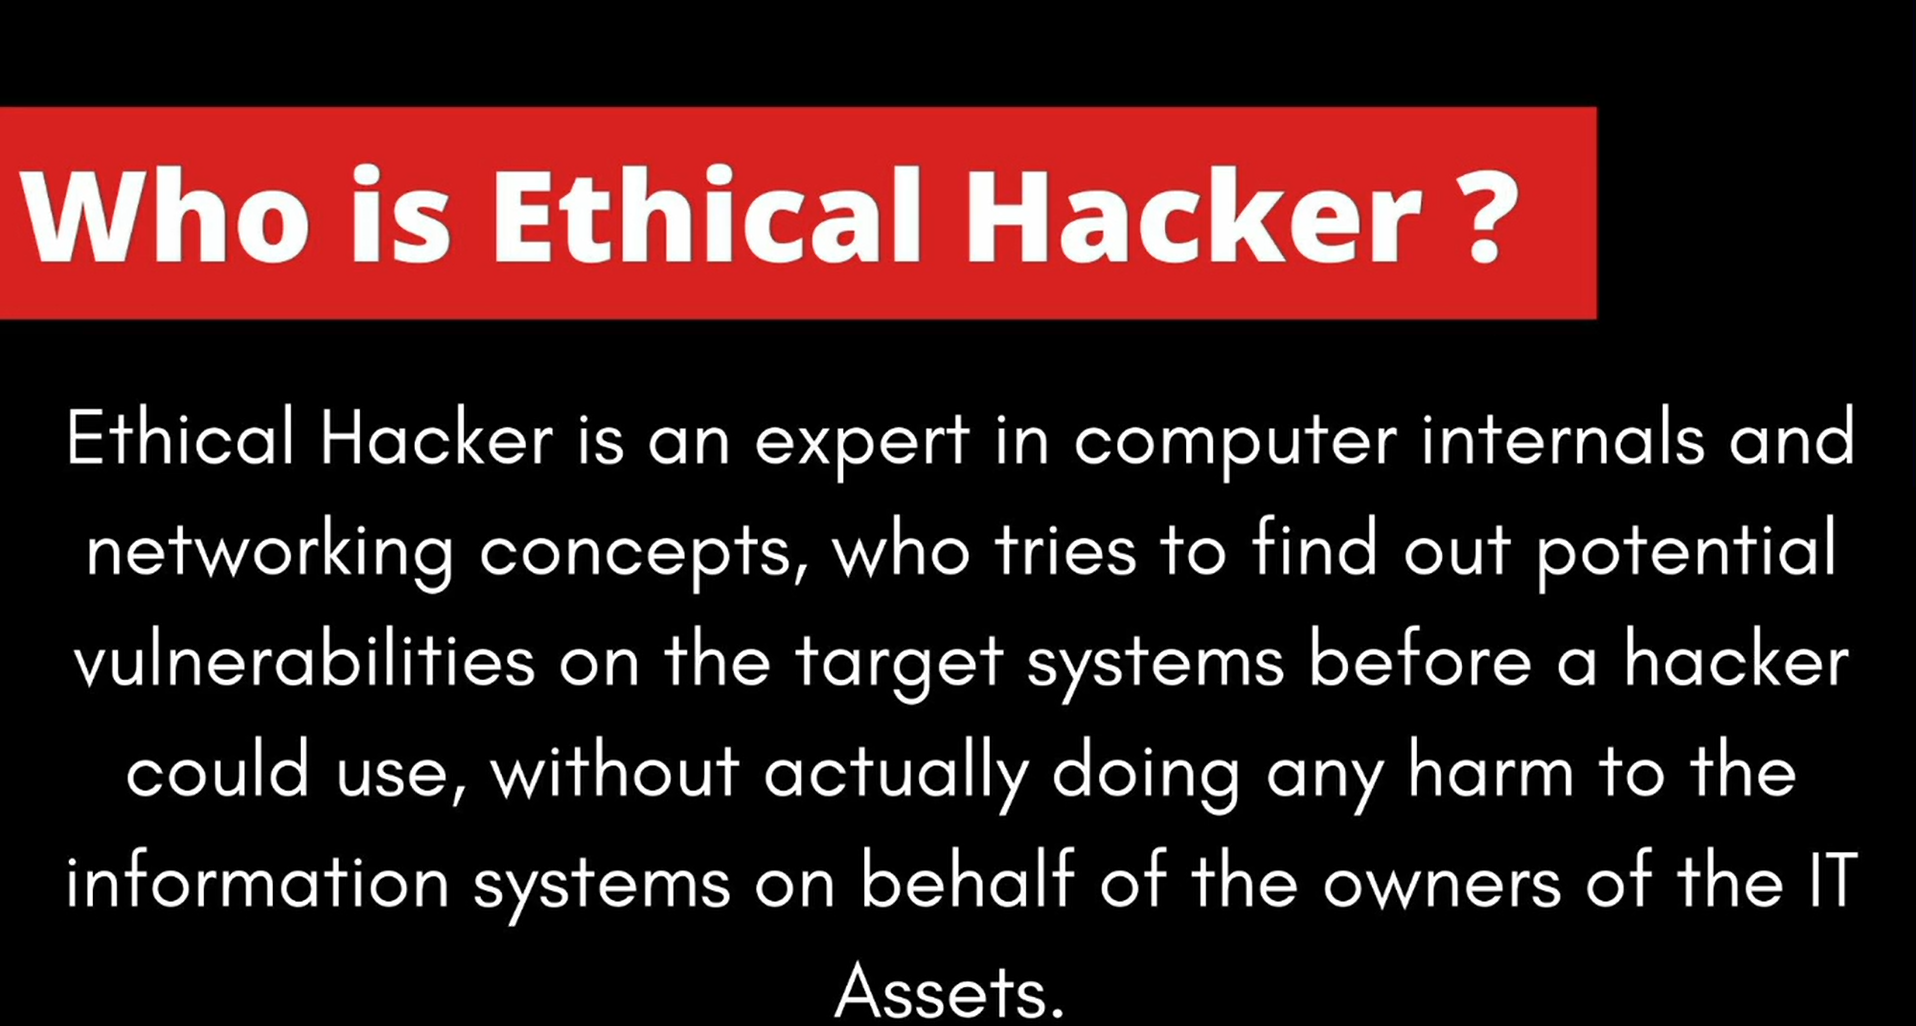 Who is Ethical Hacker ?
Ethical Hacker is an expert in computer internals and
networking concepts, who tries to find out potential
vulnerabilities on the target systems before a hacker
could use, without actually doing any harm to the
information systems on behalf of the owners of the IT
Assets.